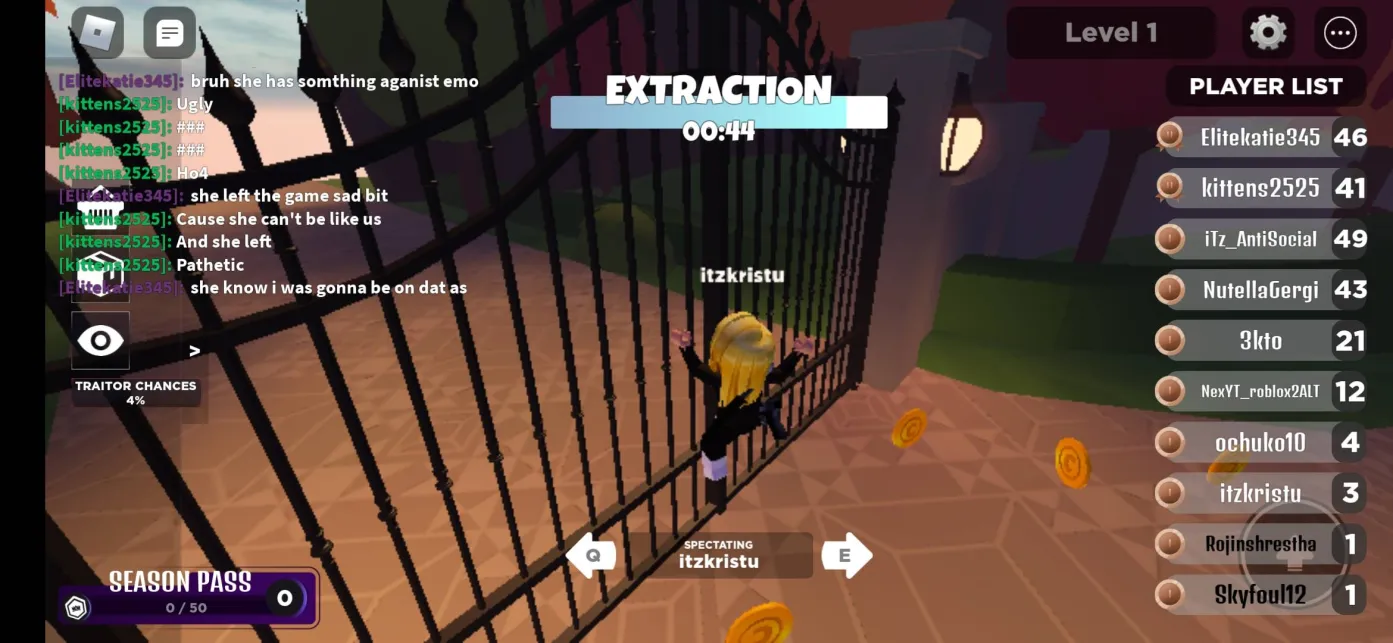 Level 1
[Elitekatie345]: bruh she has somthing aganist emo
[kittens2525]: Ugly
[kittens2525]: ###
[kittens2525]: ###
[kittens2525]: Ho4
[Elitekatie345]: she left the game sad bit
[kittens2525]: Cause she can't be like us
[kittens2525]: And she left
[kittens2525]: Pathetic
[Elitekatie345]: she know i was gonna be on dat as
EXTRACTION
00:44
PLAYER LIST
Elitekatie345 46
kittens2525 41
iTz_AntiSocial 49
NutellaGergi 43
3kto 21
NexYT_roblox2ALT 12
ochuko10 4
itzkristu 3
Rojinshrestha 1
Skyfoul12 1
itzkristu
>
TRAITOR CHANCES
4%
Q
SPECTATING
itzkristu
E
SEASON PASS
0 / 50
0